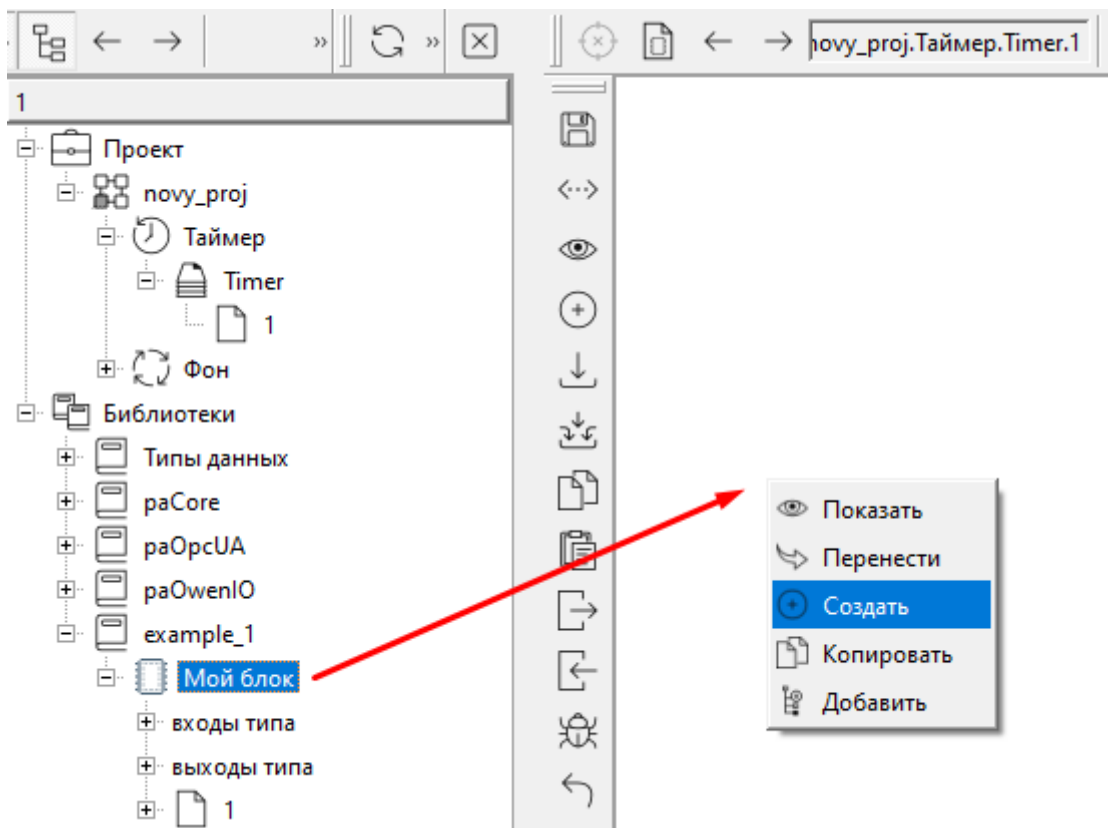 »
»
novy_proj.Таймер.Timer.1
1
Проект
novy_proj
Таймер
Timer
1
Фон
Библиотеки
Типы данных
paCore
paOpcUA
paOwenIO
example_1
Мой блок
входы типа
выходы типа
1
Показать
Перенести
Создать
Копировать
Добавить